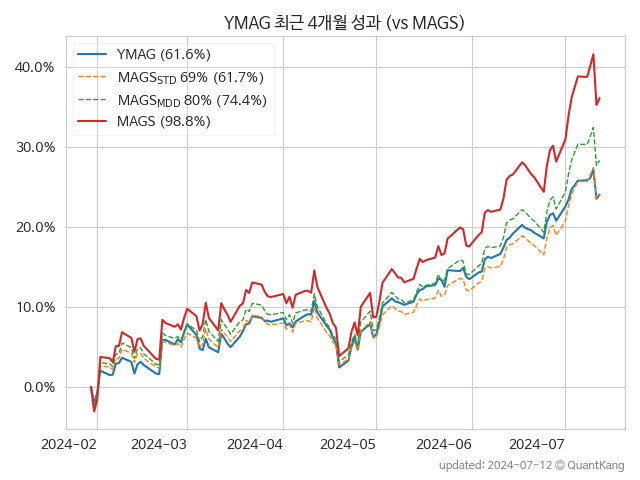 YMAG 최근 4개월 성과 (vs MAGS)
YMAG (61.6%)
MAGS_STD 69% (61.7%)
MAGS_MDD 80% (74.4%)
MAGS (98.8%)
40.0%
30.0%
20.0%
10.0%
0.0%
2024-02
2024-03
2024-04
2024-05
2024-06
2024-07
updated: 2024-07-12 © QuantKang